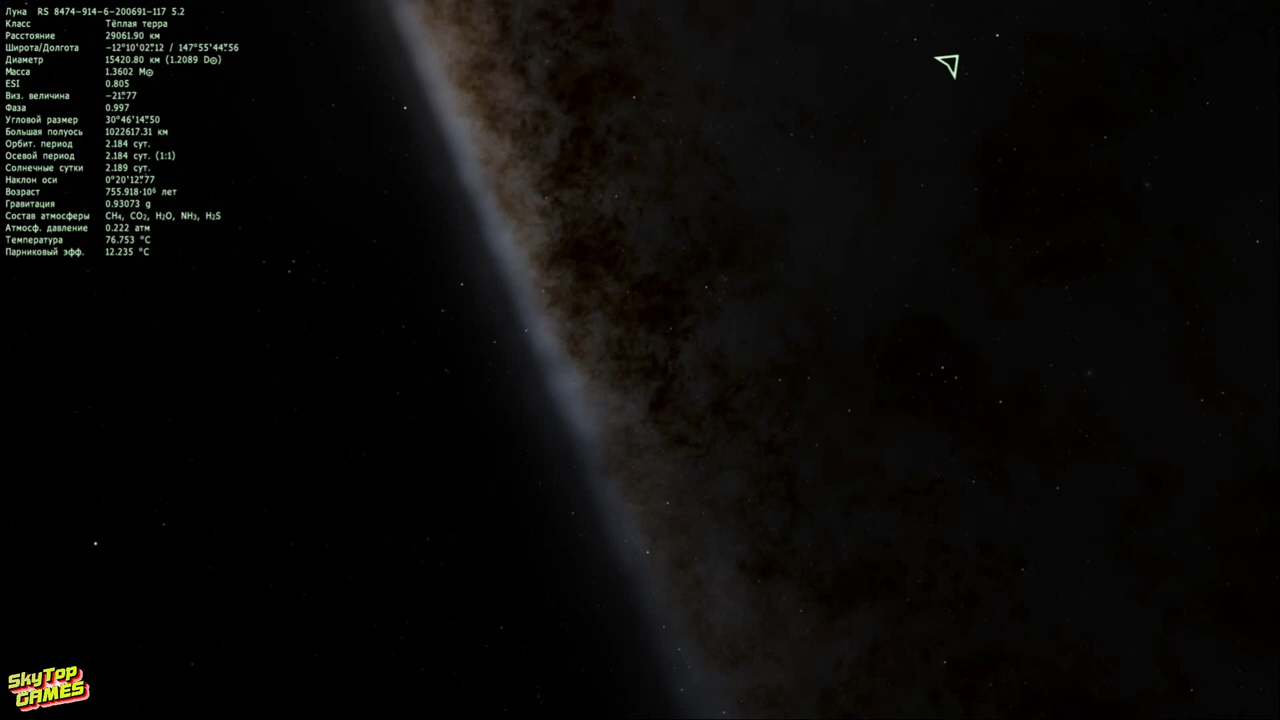 Луна RS 8474-914-6-200691-117 5.2
Класс Тёплая терра
Расстояние 29061.90 км
Широта/Долгота -12°10'02"12 / 147°55'44"56
Диаметр 15420.80 км (1.2089 D⊙)
Масса 1.3602 M⊙
ESI 0.805
Виз. величина -21m77
Фаза 0.997
Угловой размер 30°46'14"50
Большая полуось 1022617.31 км
Орбит. период 2.184 сут.
Осевой период 2.184 сут. (1:1)
Солнечные сутки 2.189 сут.
Наклон оси 0°20'12"77
Возраст 755.918·10⁶ лет
Гравитация 0.93073 g
Состав атмосферы CH₄, CO₂, H₂O, NH₃, H₂S
Атмосф. давление 0.222 атм
Температура 76.753 °C
Парниковый эфф. 12.235 °C
SkyTop
GAMES